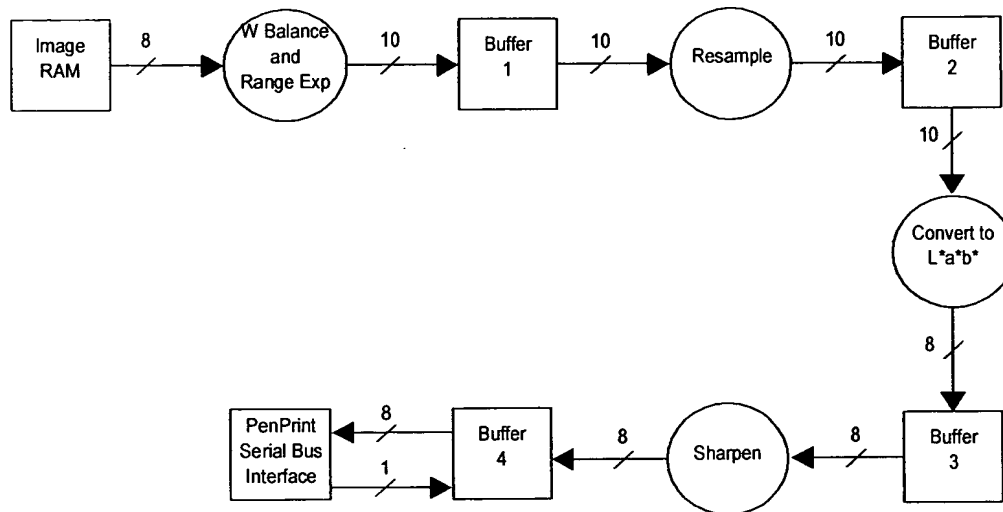 Image
RAM
8
W Balance
and
Range Exp
10
Buffer
1
10
Resample
10
Buffer
2
10
Convert to
L*a*b*
8
Buffer
3
8
Sharpen
8
Buffer
4
8
1
PenPrint
Serial Bus
Interface